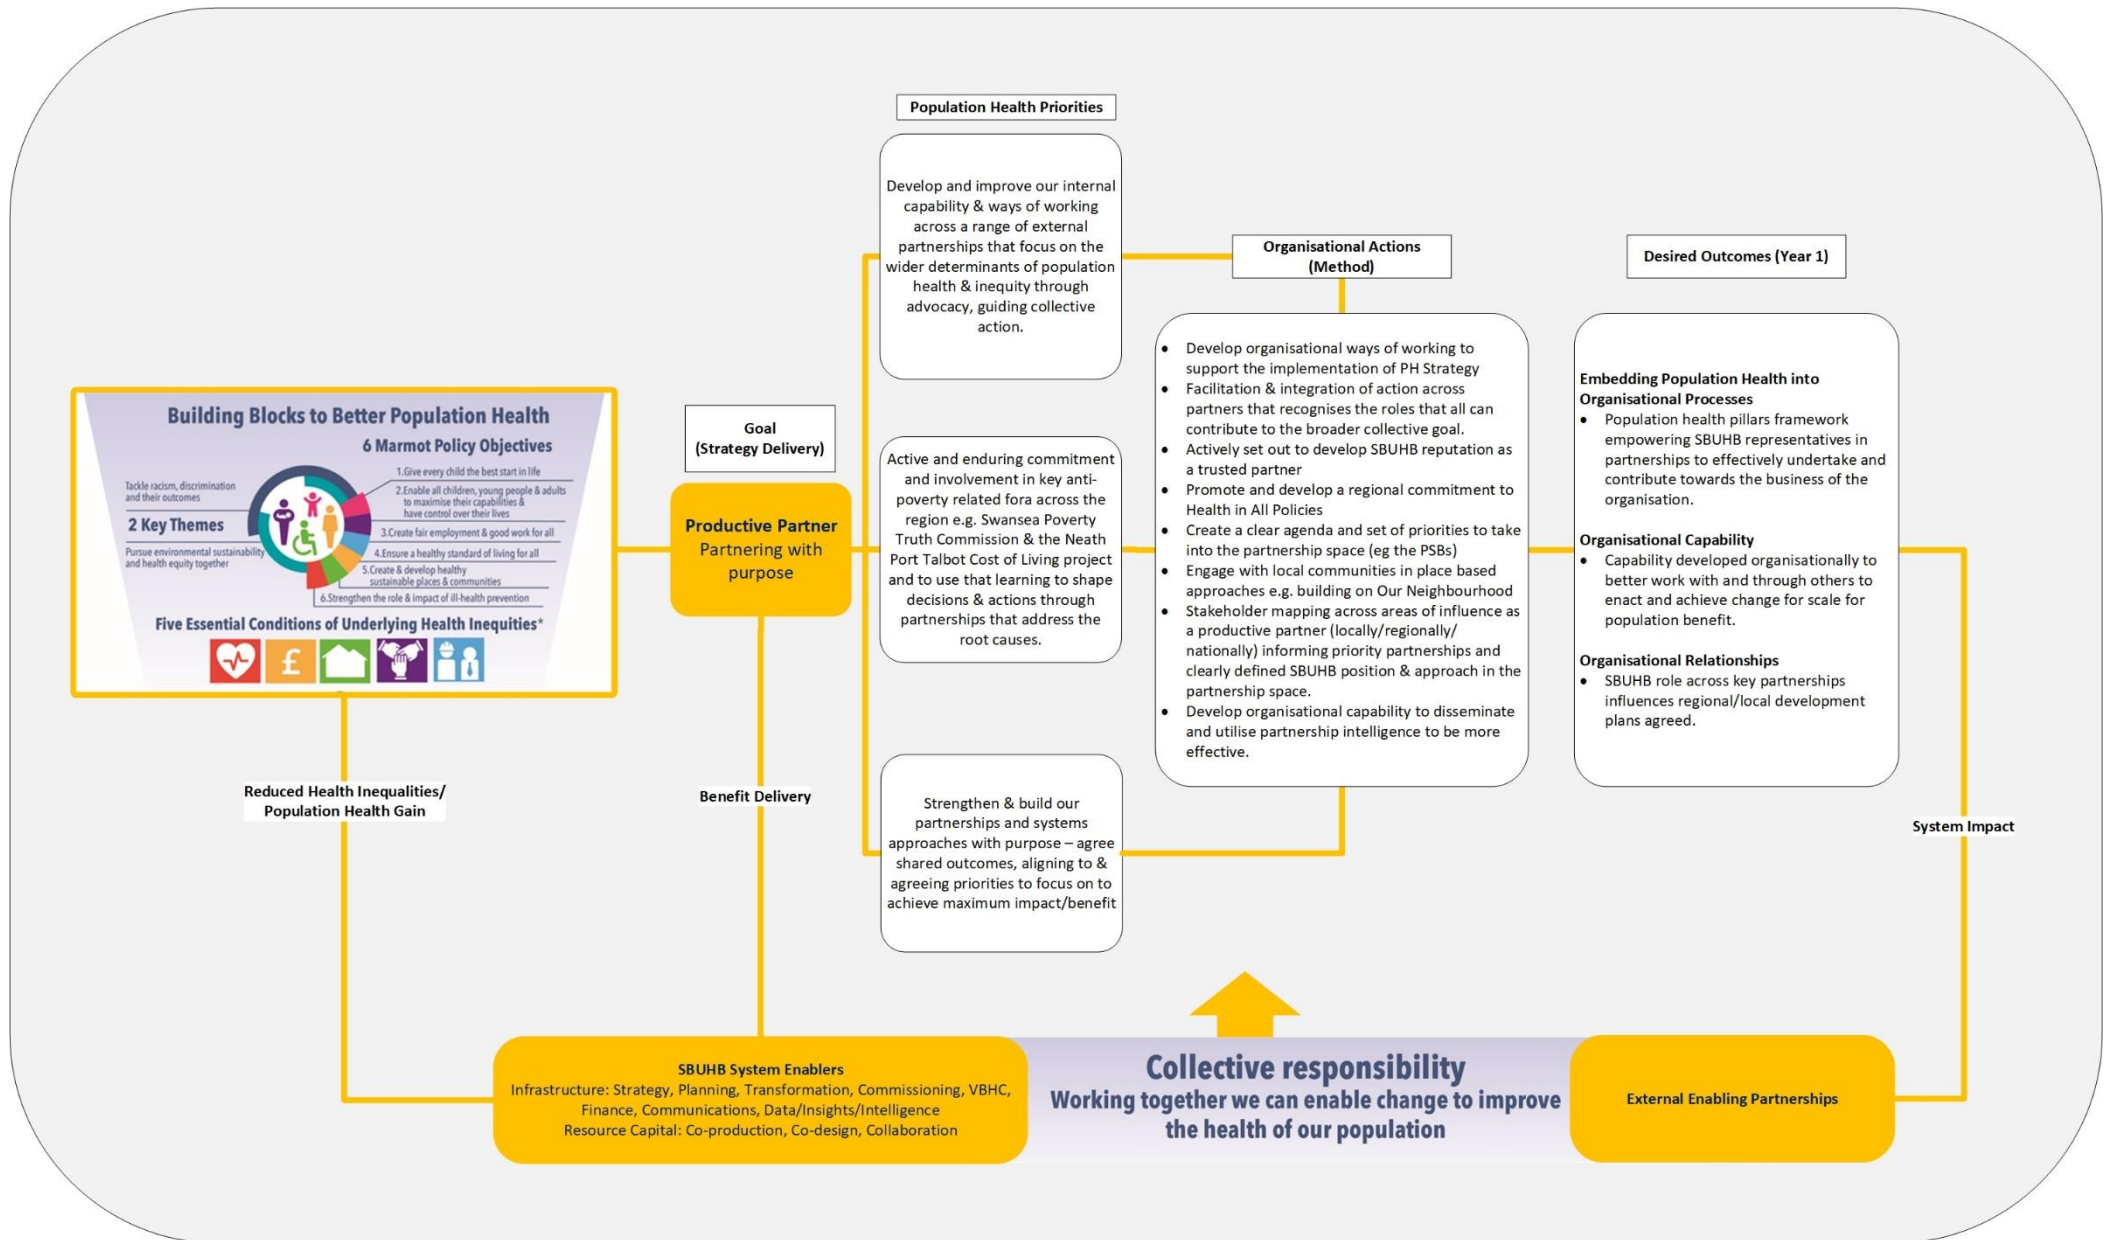 Building Blocks to Better Population Health
6 Marmot Policy Objectives
1.Give every child the best start in life
2.Enable all children, young people & adults
to maximise their capabilities &
have control over their lives
3.Create fair employment & good work for all
4.Ensure a healthy standard of living for all
5.Create & develop healthy
sustainable places & communities
6.Strengthen the role & impact of ill-health prevention
Tackle racism, discrimination
and their outcomes
2 Key Themes
Pursue environmental sustainability
and health equity together
Five Essential Conditions of Underlying Health Inequities*
£
Reduced Health Inequalities/
Population Health Gain
Goal
(Strategy Delivery)
Productive Partner
Partnering with
purpose
Benefit Delivery
Population Health Priorities
Develop and improve our internal
capability & ways of working
across a range of external
partnerships that focus on the
wider determinants of population
health & inequity through
advocacy, guiding collective
action.
Active and enduring commitment
and involvement in key anti-
poverty related fora across the
region e.g. Swansea Poverty
Truth Commission & the Neath
Port Talbot Cost of Living project
and to use that learning to shape
decisions & actions through
partnerships that address the
root causes.
Strengthen & build our
partnerships and systems
approaches with purpose – agree
shared outcomes, aligning to &
agreeing priorities to focus on to
achieve maximum impact/benefit
Organisational Actions
(Method)
• Develop organisational ways of working to
support the implementation of PH Strategy
• Facilitation & integration of action across
partners that recognises the roles that all can
contribute to the broader collective goal.
• Actively set out to develop SBUHB reputation as
a trusted partner
• Promote and develop a regional commitment to
Health in All Policies
• Create a clear agenda and set of priorities to take
into the partnership space (eg the PSBs)
• Engage with local communities in place based
approaches e.g. building on Our Neighbourhood
• Stakeholder mapping across areas of influence as
a productive partner (locally/regionally/
nationally) informing priority partnerships and
clearly defined SBUHB position & approach in the
partnership space.
• Develop organisational capability to disseminate
and utilise partnership intelligence to be more
effective.
Desired Outcomes (Year 1)
Embedding Population Health into
Organisational Processes
• Population health pillars framework
empowering SBUHB representatives in
partnerships to effectively undertake and
contribute towards the business of the
organisation.
Organisational Capability
• Capability developed organisationally to
better work with and through others to
enact and achieve change for scale for
population benefit.
Organisational Relationships
• SBUHB role across key partnerships
influences regional/local development
plans agreed.
System Impact
SBUHB System Enablers
Infrastructure: Strategy, Planning, Transformation, Commissioning, VBHC,
Finance, Communications, Data/Insights/Intelligence
Resource Capital: Co-production, Co-design, Collaboration
Collective responsibility
Working together we can enable change to improve
the health of our population
External Enabling Partnerships